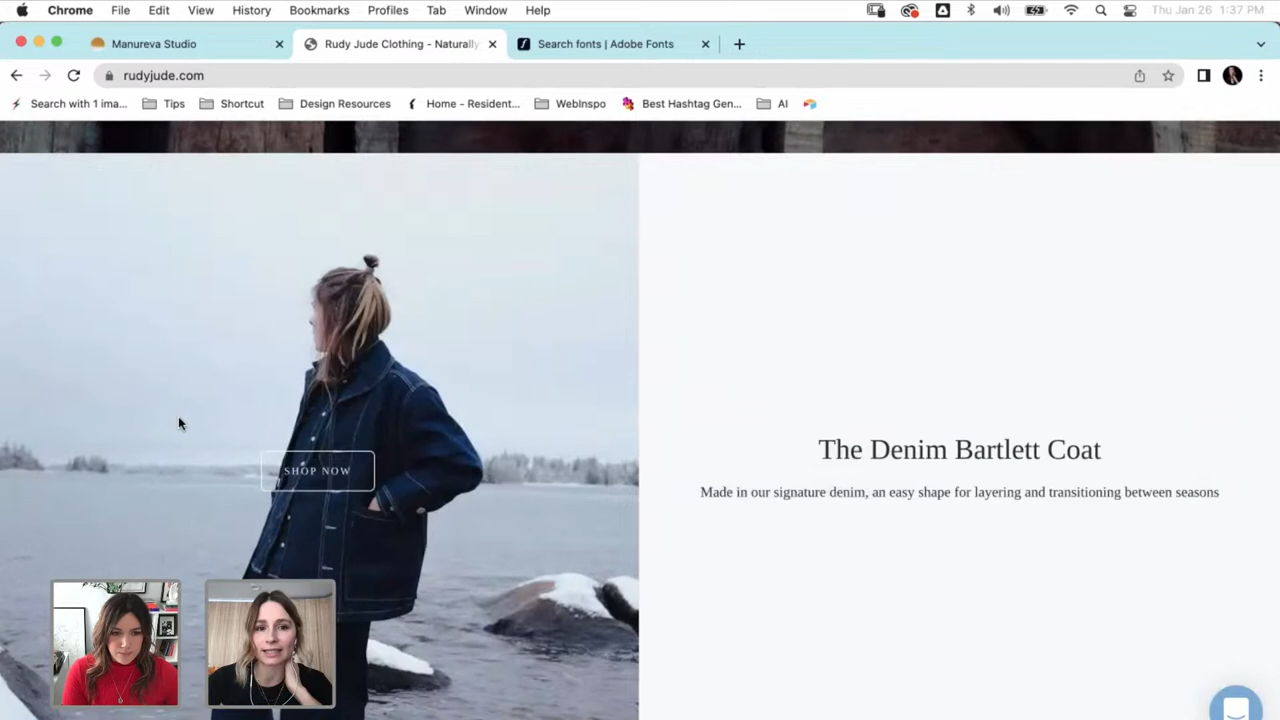 Chrome File Edit View History Bookmarks Profiles Tab Window Help Thu Jan 26 1:37 PM
Manureva Studio Rudy Jude Clothing - Naturally Search fonts | Adobe Fonts
rudyjude.com
Search with 1 ima... Tips Shortcut Design Resources Home - Resident... WebInspo Best Hashtag Gen... AI
SHOP NOW
The Denim Bartlett Coat
Made in our signature denim, an easy shape for layering and transitioning between seasons